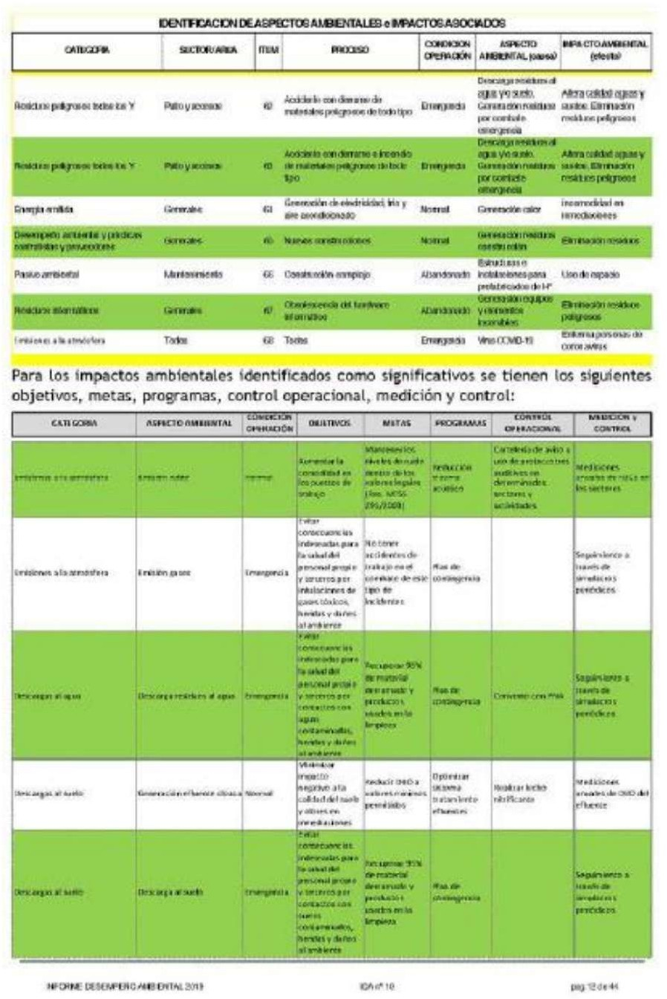 IDENTIFICACION DE ASPECTOS AMBIENTALES e IMPACTOS ASOCIADOS
CATEGORIA SECTOR/AREA ITEM PROCESO CONDICION OPERACIÓN ASPECTO AMBIENTAL (causa) IMPACTO AMBIENTAL (efecto)
Residuos peligrosos todos los Y Patio y accesos Accidente con derrame de materiales peligrosos de todo tipo Emergencia Descarga residuos al agua y/o suelo. Generación residuos por combate emergencia Altera calidad aguas y suelos. Eliminación residuos peligrosos
Residuos peligrosos todos los Y Patio y accesos Accidente con derrame e incendio de materiales peligrosos de todo tipo Emergencia Descarga residuos al agua y/o suelo. Generación residuos por combate emergencia Altera calidad aguas y suelos. Eliminación residuos peligrosos
Energía emitida Generales Generación de electricidad, frio y aire acondicionado Normal Generación calor Incomodidad en inmediaciones
Desempeño ambiental y prácticas contratistas y proveedores Generales Nuevas construcciones Normal Generación residuos construcción Eliminación residuos
Pasivo ambiental Mantenimiento 66 Construcción complejo Abandonado Estructuras e instalaciones para prefabricados de Hº Uso de espacio
Residuos informáticos Generales 67 Obsolescencia del hardware informático Abandonado Generación equipos y elementos inservibles Eliminación residuos peligrosos
Emisiones a la atmósfera Todos 68 Todos Emergencia Virus COVID-19 Enferma personas de coronavirus
Para los impactos ambientales identificados como significativos se tienen los siguientes
objetivos, metas, programas, control operacional, medición y control:
CATEGORIA ASPECTO AMBIENTAL CONDICIÓN OPERACIÓN OBJETIVOS METAS PROGRAMAS CONTROL OPERACIONAL MEDICIÓN y CONTROL
Emisiones a la atmósfera Emisión ruido Normal Aumentar la comodidad en los puestos de trabajo Mantener los niveles de ruido dentro de los valores legales Reducción acústico Cartelería de aviso y uso de protectores auditivos en determinados sectores y actividades Mediciones anuales de ruido en los sectores
Emisiones a la atmósfera Emisión gases Emergencia Evitar consecuencias indeseadas para la salud del personal propio y terceros por inhalaciones de gases tóxicos, heridas y daños al ambiente No tener accidentes de trabajo en el combate de este tipo de incidentes Plan de contingencia Seguimiento a través de simulacros periódicos
Descargas al agua Descarga residuos al agua Emergencia Evitar consecuencias indeseadas para la salud del personal propio y terceros por contactos con aguas contaminadas, heridas y daños al ambiente Recuperar 95% de material derramado y productos usados en la limpieza Plan de contingencia Convenio con PNA Seguimiento a través de simulacros periódicos
Descargas al suelo Generación efluente cloaca Normal Minimizar impacto negativo a la calidad del suelo y olores en inmediaciones Reducir DBO a valores mínimos permitidos Optimizar sistema tratamiento efluentes Realizar lecho nitrificante Mediciones anuales de DBO del efluente
Descargas al suelo Descarga al suelo Emergencia Evitar consecuencias indeseadas para la salud del personal propio y terceros por contactos con suelos contaminados, heridas y daños al ambiente Recuperar 95% de material derramado y productos usados en la limpieza Plan de contingencia Seguimiento a través de simulacros periódicos
INFORME DESEMPEÑO AMBIENTAL 2019 IDA nº 10 pag. 12 de 44